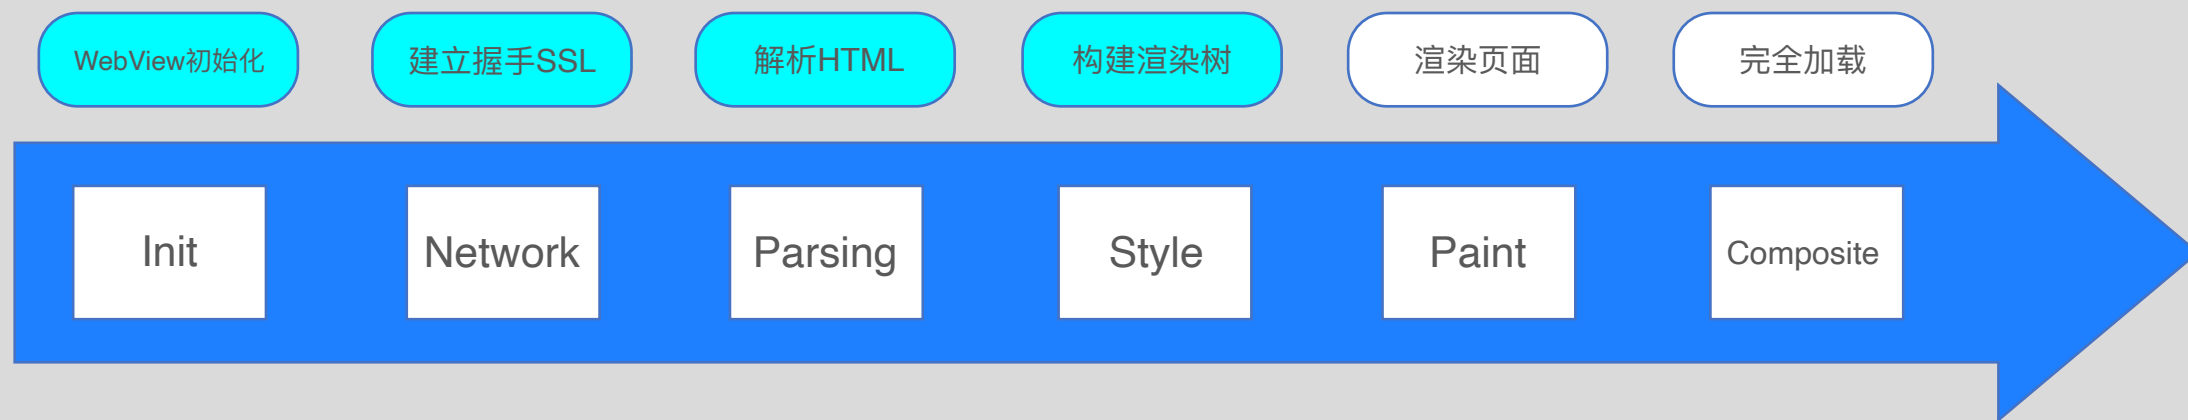 WebView初始化
建立握手SSL
解析HTML
构建渲染树
渲染页面
完全加载
Init
Network
Parsing
Style
Paint
Composite